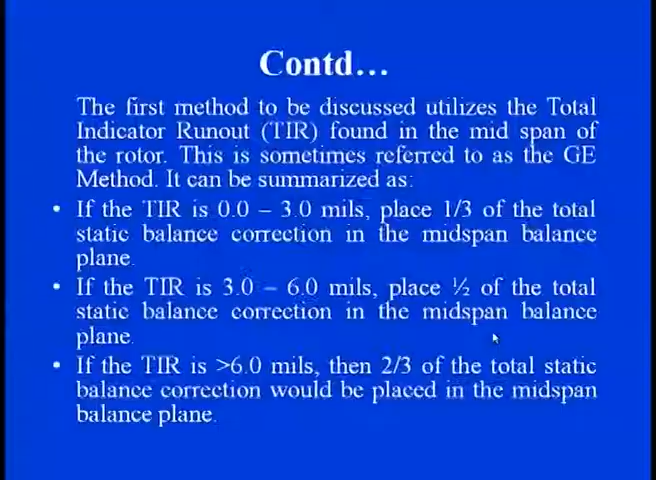 Contd…
The first method to be discussed utilizes the Total
Indicator Runout (TIR) found in the mid span of
the rotor. This is sometimes referred to as the GE
Method. It can be summarized as:
• If the TIR is 0.0 – 3.0 mils, place 1/3 of the total
static balance correction in the midspan balance
plane.
• If the TIR is 3.0 – 6.0 mils, place ½ of the total
static balance correction in the midspan balance
plane.
• If the TIR is >6.0 mils, then 2/3 of the total static
balance correction would be placed in the midspan
balance plane.